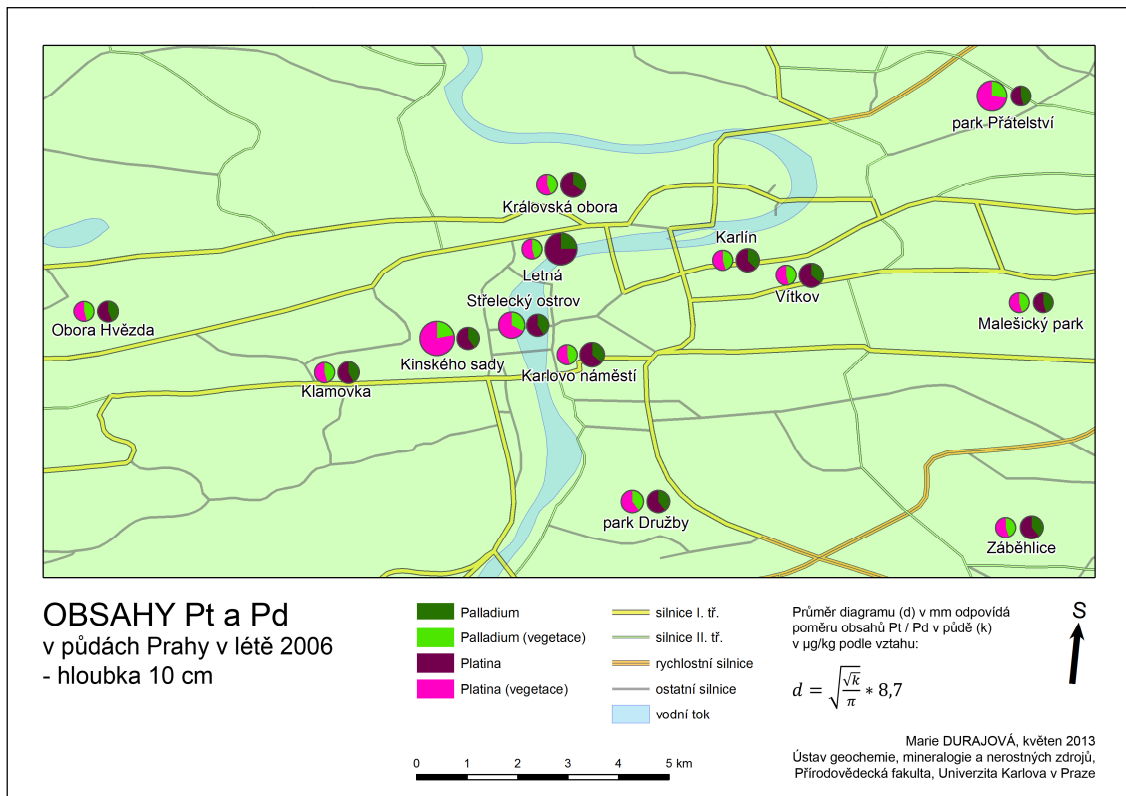 park Přátelství
Královská obora
Karlín
Letná
Vítkov
Střelecký ostrov
Malešický park
Obora Hvězda
Kinského sady
Karlovo náměstí
Klamovka
park Družby
Záběhlice
OBSAHY Pt a Pd
v půdách Prahy v létě 2006
- hloubka 10 cm
Palladium
Palladium (vegetace)
Platina
Platina (vegetace)
silnice I. tř.
silnice II. tř.
rychlostní silnice
ostatní silnice
vodní tok
0 1 2 3 4 5 km
Průměr diagramu (d) v mm odpovídá
poměru obsahů Pt / Pd v půdě (k)
v µg/kg podle vztahu:
d = √(√k/π) * 8,7
S
Marie DURAJOVÁ, květen 2013
Ústav geochemie, mineralogie a nerostných zdrojů,
Přírodovědecká fakulta, Univerzita Karlova v Praze